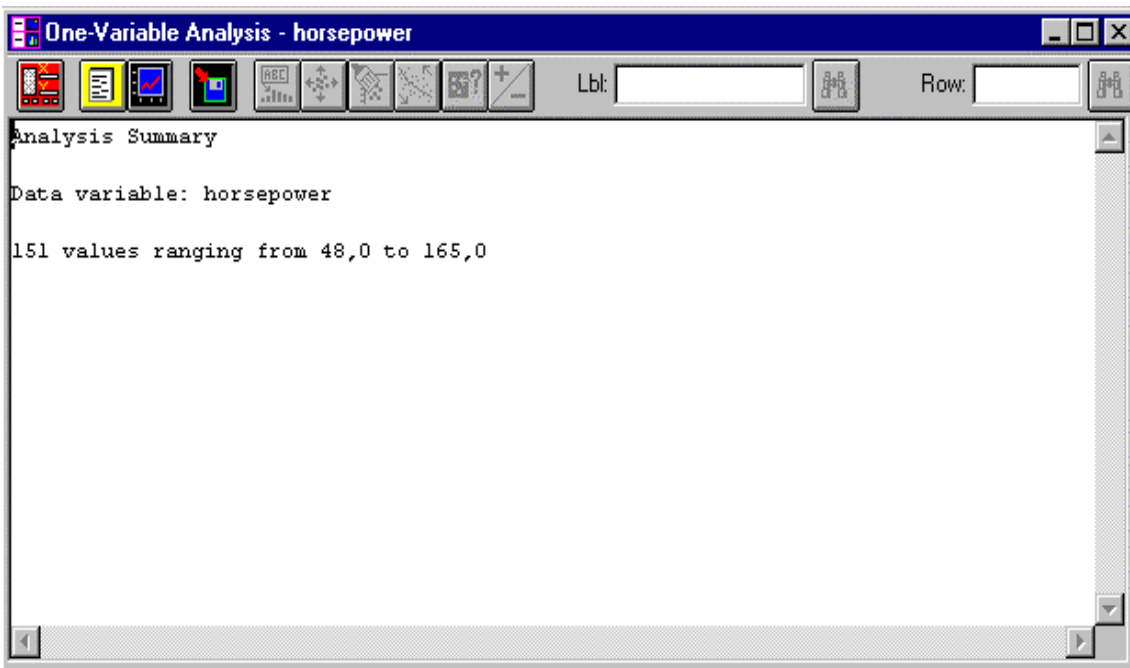 One-Variable Analysis - horsepower
ABC
Lbl:
Row:
Analysis Summary
Data variable: horsepower
151 values ranging from 48,0 to 165,0